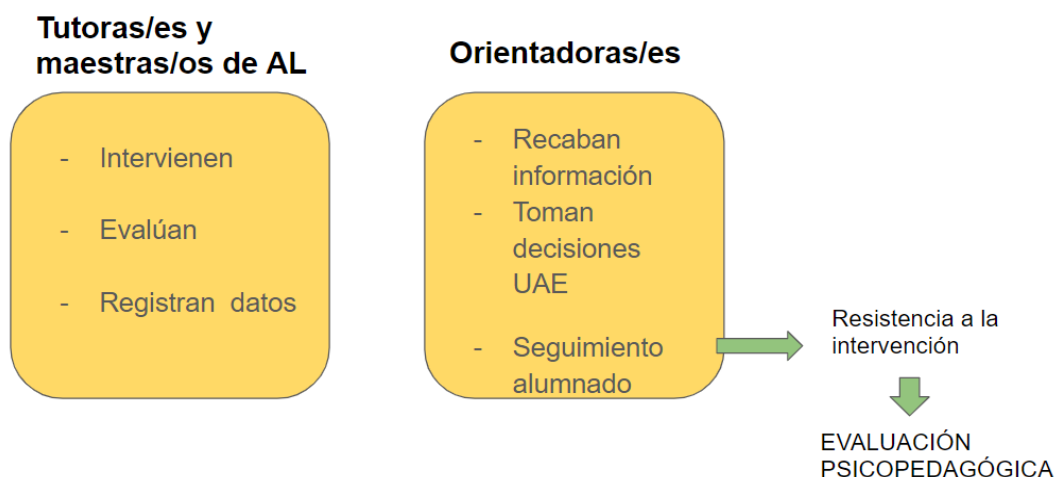 Tutoras/es y
maestras/os de AL
- Intervienen
- Evalúan
- Registran datos
Orientadoras/es
- Recaban
información
- Toman
decisiones
UAE
- Seguimiento
alumnado
Resistencia a la
intervención
EVALUACIÓN
PSICOPEDAGÓGICA